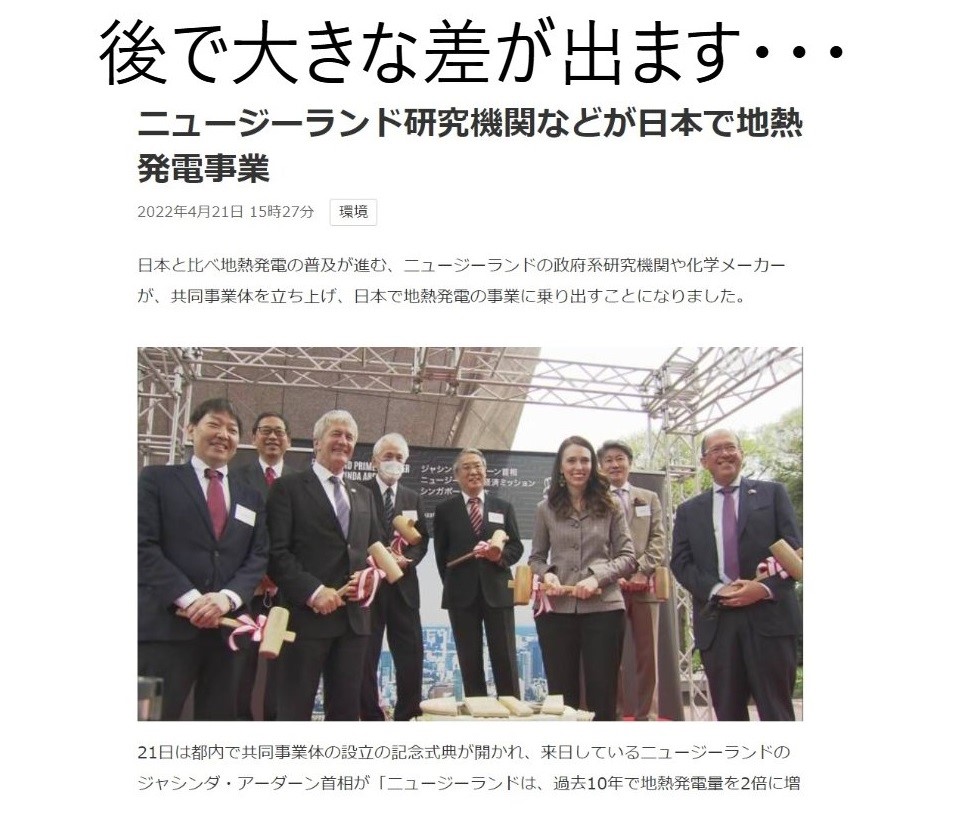 後で大きな差が出ます・・・
ニュージーランド研究機関などが日本で地熱
発電事業
2022年4月21日 15時27分 環境
日本と比べ地熱発電の普及が進む、ニュージーランドの政府系研究機関や化学メーカー
が、共同事業体を立ち上げ、日本で地熱発電の事業に乗り出すことになりました。
ジャシン
ーン首相
ニュー
経済ミッション
シンガポー
21日は都内で共同事業体の設立の記念式典が開かれ、来日しているニュージーランドの
ジャシンダ・アーダーン首相が「ニュージーランドは、過去10年で地熱発電量を2倍に増